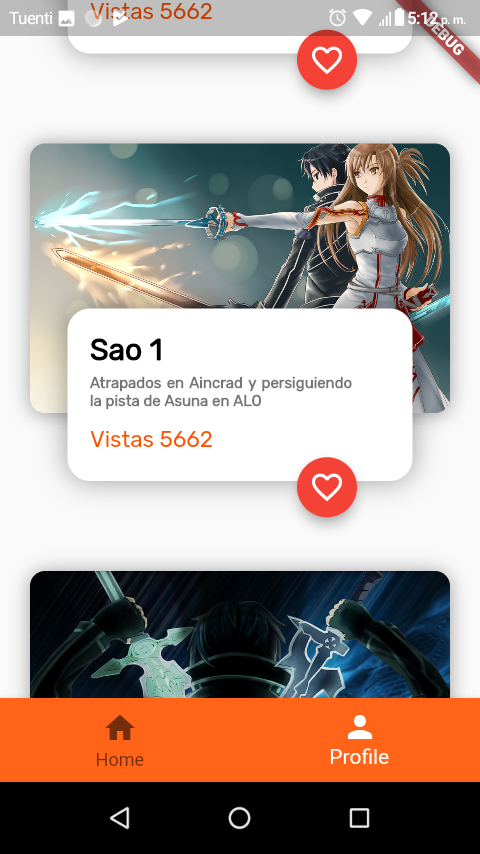 Tuenti 5:12 p. m.
DEBUG
Vistas 5662
Sao 1
Atrapados en Aincrad y persiguiendo
la pista de Asuna en ALO
Vistas 5662
Home
Profile